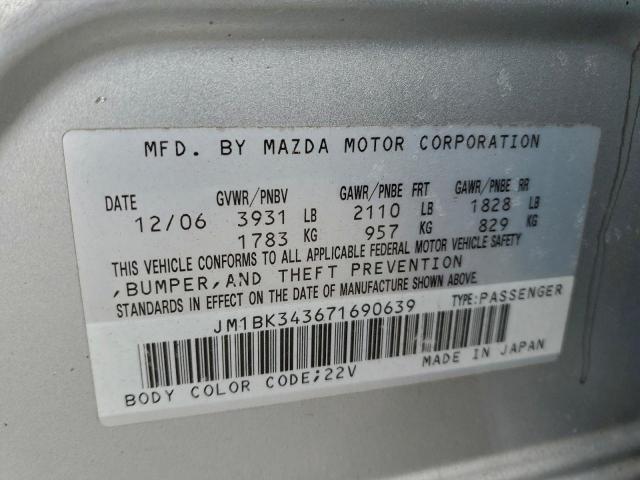 MFD. BY MAZDA MOTOR CORPORATION
DATE GVWR/PNBV GAWR/PNBE FRT GAWR/PNBE RR
12/06 3931 LB 2110 LB 1828 LB
1783 KG 957 KG 829 KG
THIS VEHICLE CONFORMS TO ALL APPLICABLE FEDERAL MOTOR VEHICLE SAFETY
,BUMPER,AND THEFT PREVENTION
STANDARDS IN EFFECT ON THE DATE OF MANUFACTURE SHOWN ABOVE.
JM1BK343671690639 TYPE:PASSENGER
MADE IN JAPAN
BODY COLOR CODE;22V